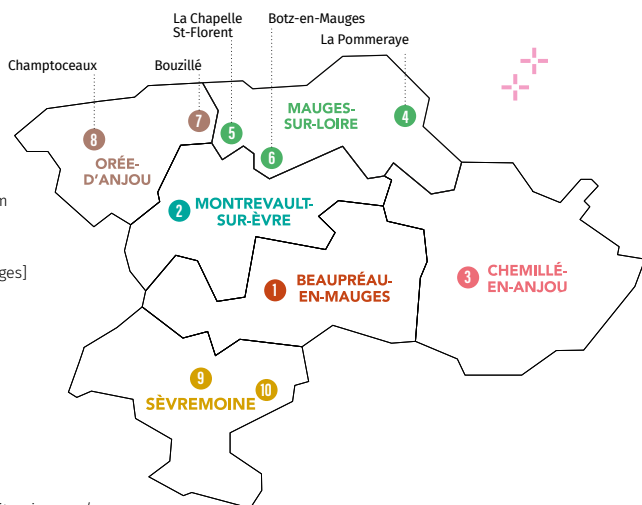 La Chapelle
St-Florent
Botz-en-Mauges
La Pommeraye
Champtoceaux
Bouzillé
MAUGES-
SUR-LOIRE
4
7
5
8
6
ORÉE-
D'ANJOU
m
2
MONTREVAULT-
SUR-ÈVRE
ges]
1
BEAUPRÉAU-
EN-MAUGES
3
CHEMILLÉ-
EN-ANJOU
9
10
SÈVREMOINE